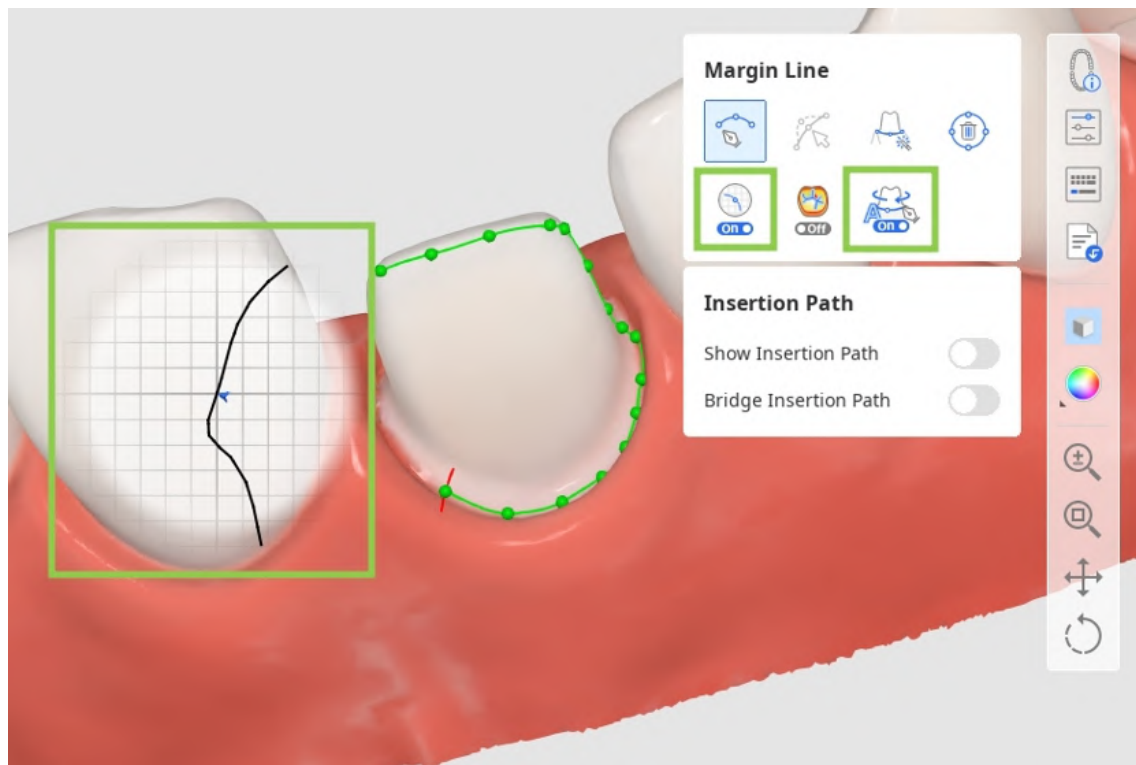 Margin Line
On
Off
A
On
Insertion Path
Show Insertion Path
Bridge Insertion Path